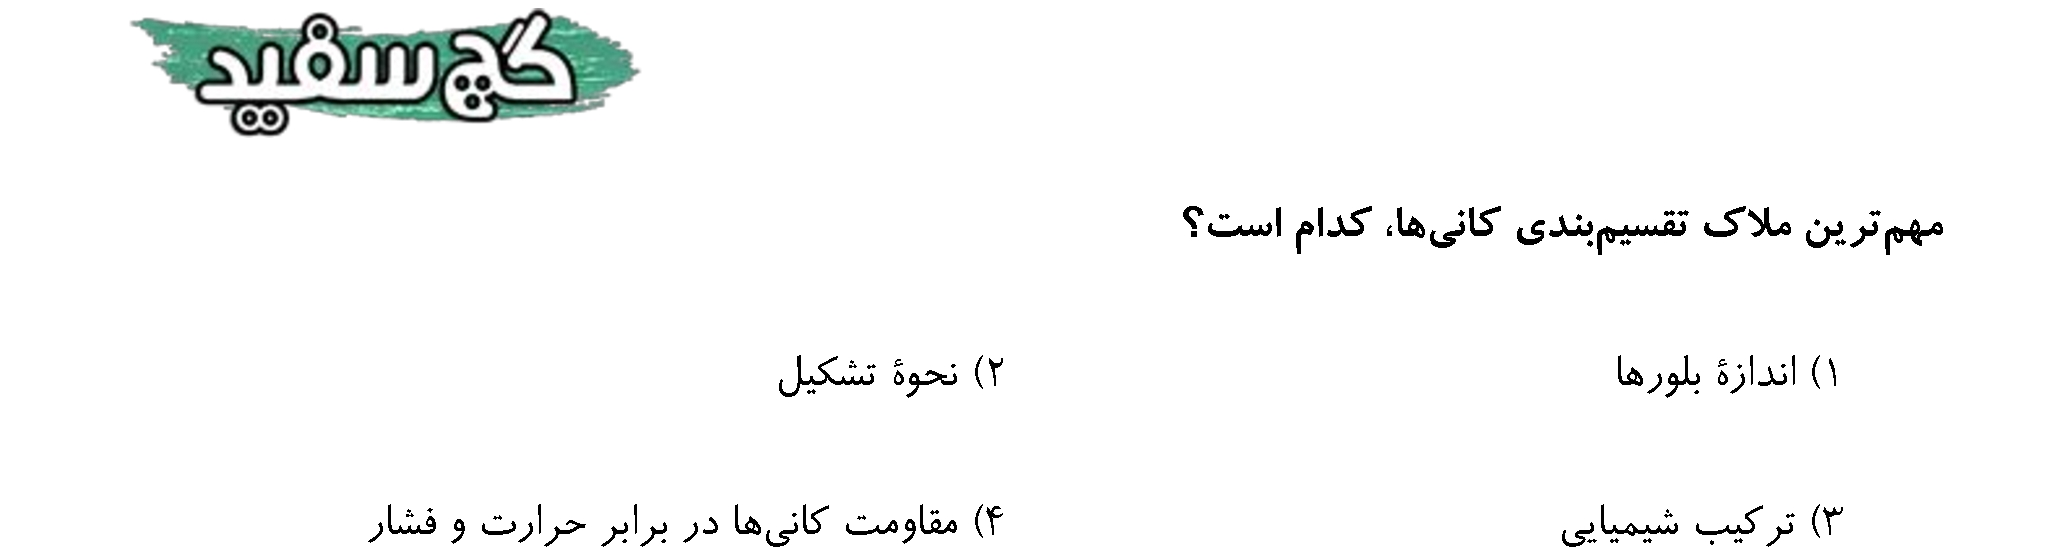 گچ سفید
مهم‌ترین ملاک تقسیم‌بندی کانی‌ها، کدام است؟
۱) اندازهٔ بلورها
۲) نحوهٔ تشکیل
۳) ترکیب شیمیایی
۴) مقاومت کانی‌ها در برابر حرارت و فشار